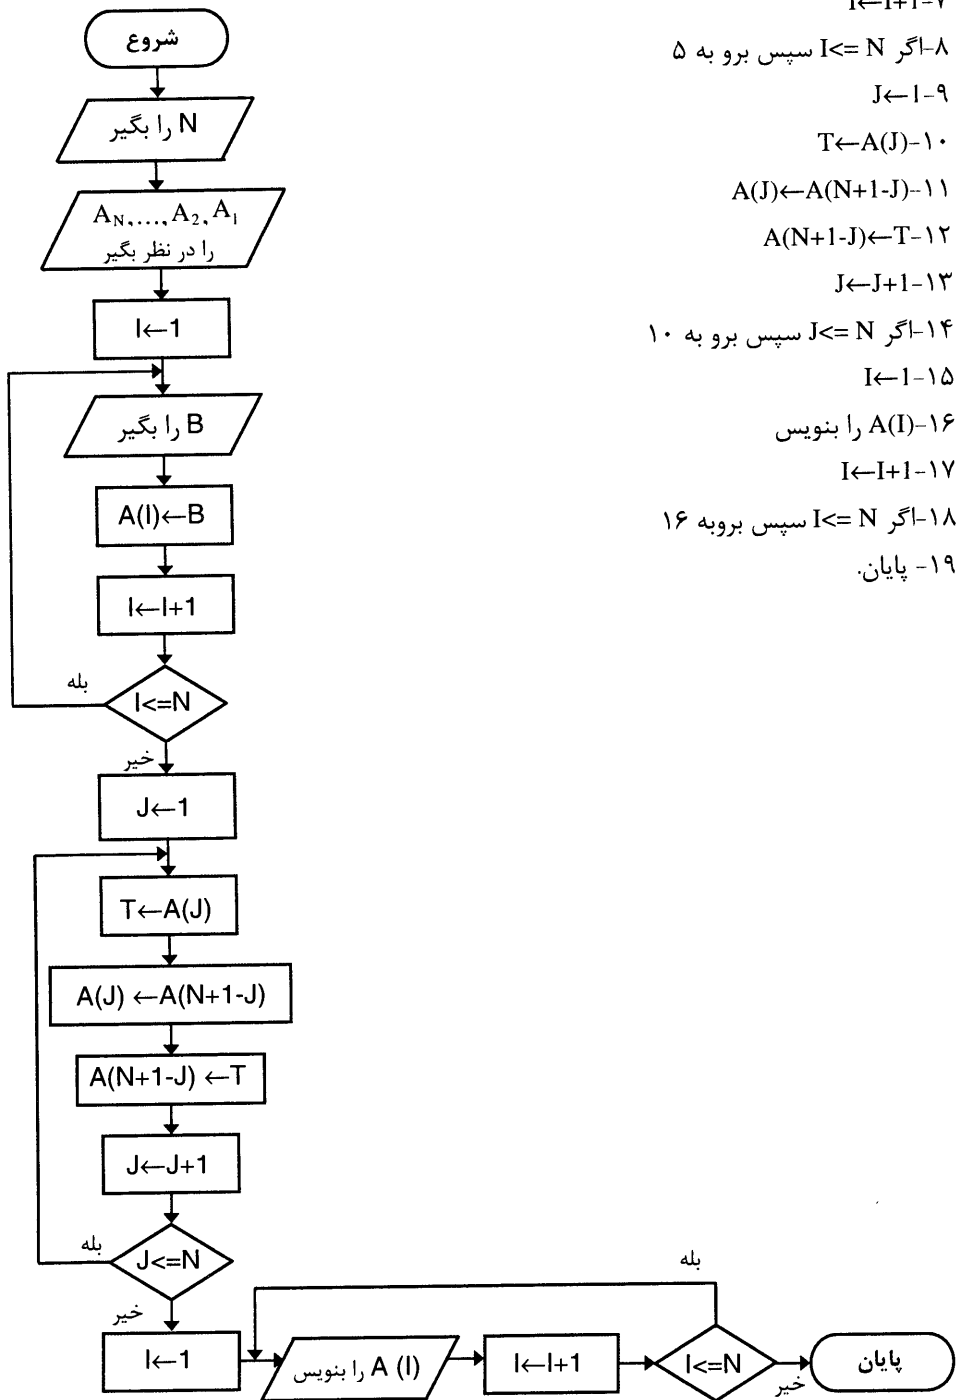 I←I+1-۷
۸-اگر I<= N سپس برو به ۵
J←1-۹
T←A(J)-۱۰
A(J)←A(N+1-J)-۱۱
A(N+1-J)←T-۱۲
J←J+1-۱۳
۱۴-اگر J<= N سپس برو به ۱۰
I←1-۱۵
۱۶-A(I) را بنویس
I←I+1-۱۷
۱۸-اگر I<= N سپس بروبه ۱۶
۱۹- پایان.
شروع
N را بگیر
A_N,...,A_2,A_1
را در نظر بگیر
I←1
B را بگیر
A(I)←B
I←I+1
I<=N
بله
خیر
J←1
T←A(J)
A(J) ←A(N+1-J)
A(N+1-J) ←T
J←J+1
J<=N
بله
خیر
I←1
A (I) را بنویس
I←I+1
I<=N
بله
خیر
پایان